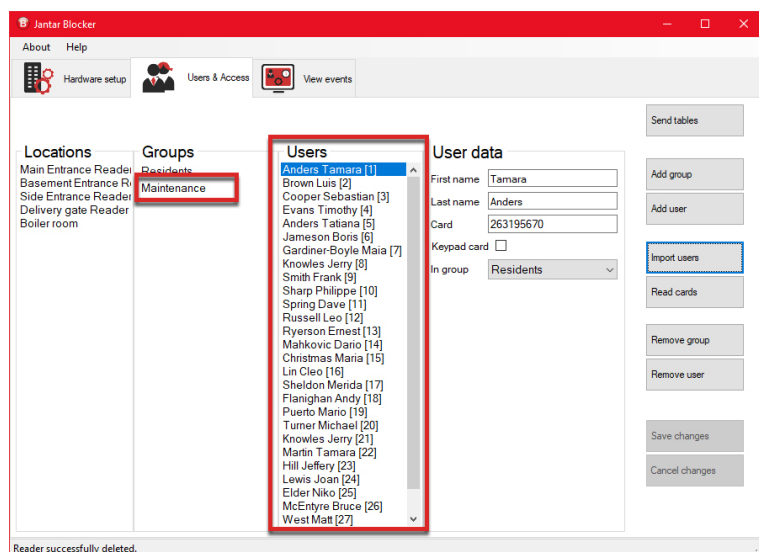 Jantar Blocker
About Help
Hardware setup
Users & Access
View events
Send tables
Locations
Main Entrance Reader
Basement Entrance R
Side Entrance Reader
Delivery gate Reader
Boiler room
Groups
Residents
Maintenance
Users
Anders Tamara [1]
Brown Luis [2]
Cooper Sebastian [3]
Evans Timothy [4]
Anders Tatiana [5]
Jameson Boris [6]
Gardiner-Boyle Maia [7]
Knowles Jerry [8]
Smith Frank [9]
Sharp Philippe [10]
Spring Dave [11]
Russell Leo [12]
Ryerson Ernest [13]
Mahkovic Dario [14]
Christmas Maria [15]
Lin Cleo [16]
Sheldon Merida [17]
Flanighan Andy [18]
Puerto Mario [19]
Turner Michael [20]
Knowles Jerry [21]
Martin Tamara [22]
Hill Jeffery [23]
Lewis Joan [24]
Elder Niko [25]
McEntyre Bruce [26]
West Matt [27]
User data
First name Tamara
Last name Anders
Card 263195670
Keypad card
In group Residents
Add group
Add user
Import users
Read cards
Remove group
Remove user
Save changes
Cancel changes
Reader successfully deleted.